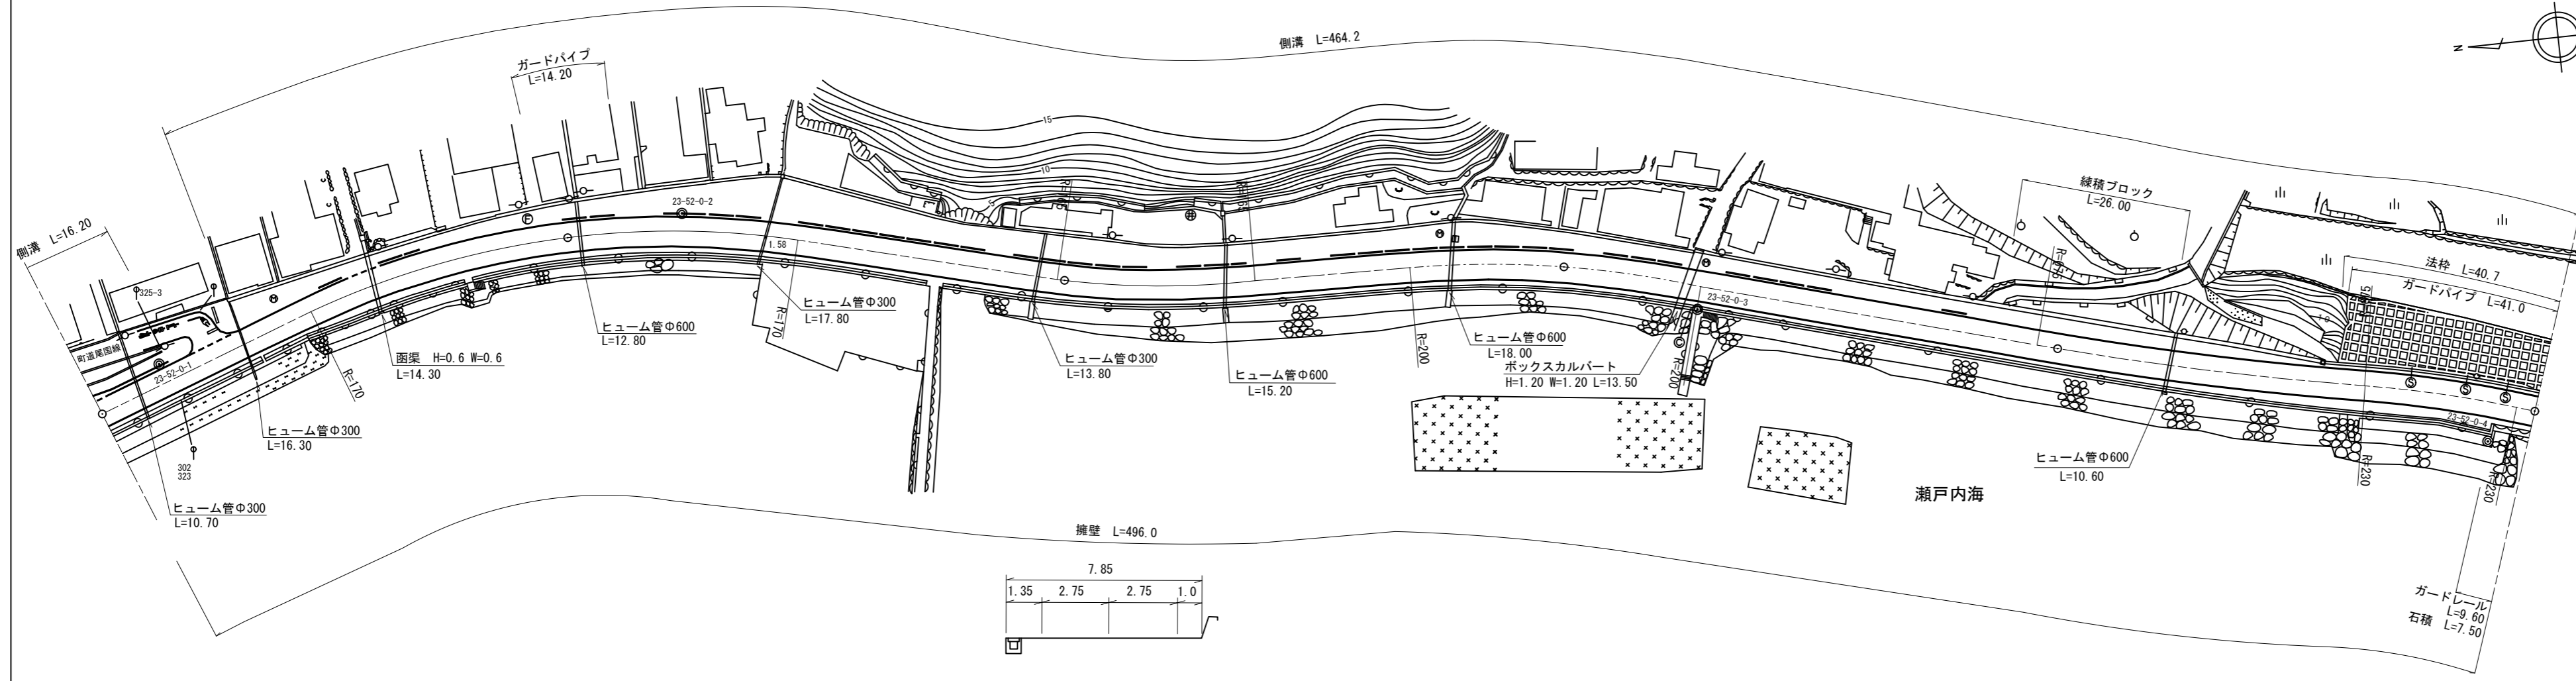 側溝 L=464.2
N
ガードパイプ
L=14.20
側溝 L=16.20
15
10
5
10
R=165
R=165
23-52-0-2
1.58
325-3
町道尾国線
23-52-0-1
302
323
R=170
R=170
R=200
R=200
函渠 H=0.6 W=0.6
L=14.30
ヒューム管Φ300
L=16.30
ヒューム管Φ300
L=10.70
ヒューム管Φ600
L=12.80
ヒューム管Φ300
L=17.80
ヒューム管Φ300
L=13.80
ヒューム管Φ600
L=15.20
ヒューム管Φ600
L=18.00
ボックスカルバート
H=1.20 W=1.20 L=13.50
23-52-0-3
練積ブロック
L=26.00
法枠 L=40.7
ガードパイプ L=41.0
ヒューム管Φ600
L=10.60
23-52-0-4
R=230
R=230
瀬戸内海
ガードレール
L=9.60
石積 L=7.50
擁壁 L=496.0
7.85
1.35 2.75 2.75 1.0